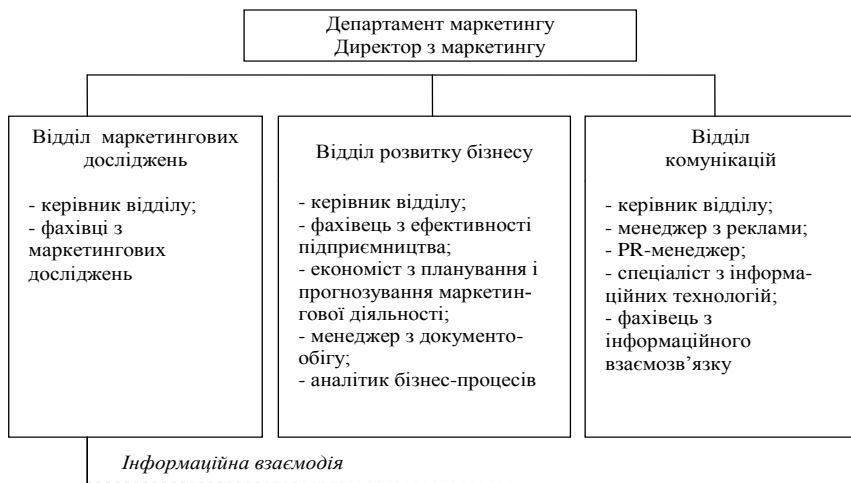 Департамент маркетингу
Директор з маркетингу
Відділ маркетингових
досліджень
- керівник відділу;
- фахівці з
маркетингових
досліджень
Відділ розвитку бізнесу
- керівник відділу;
- фахівець з ефективності
підприємництва;
- економіст з планування і
прогнозування маркетин-
гової діяльності;
- менеджер з документо-
обігу;
- аналітик бізнес-процесів
Відділ
комунікацій
- керівник відділу;
- менеджер з реклами;
- PR-менеджер;
- спеціаліст з інформа-
ційних технологій;
- фахівець з
інформаційного
взаємозв’язку
Інформаційна взаємодія